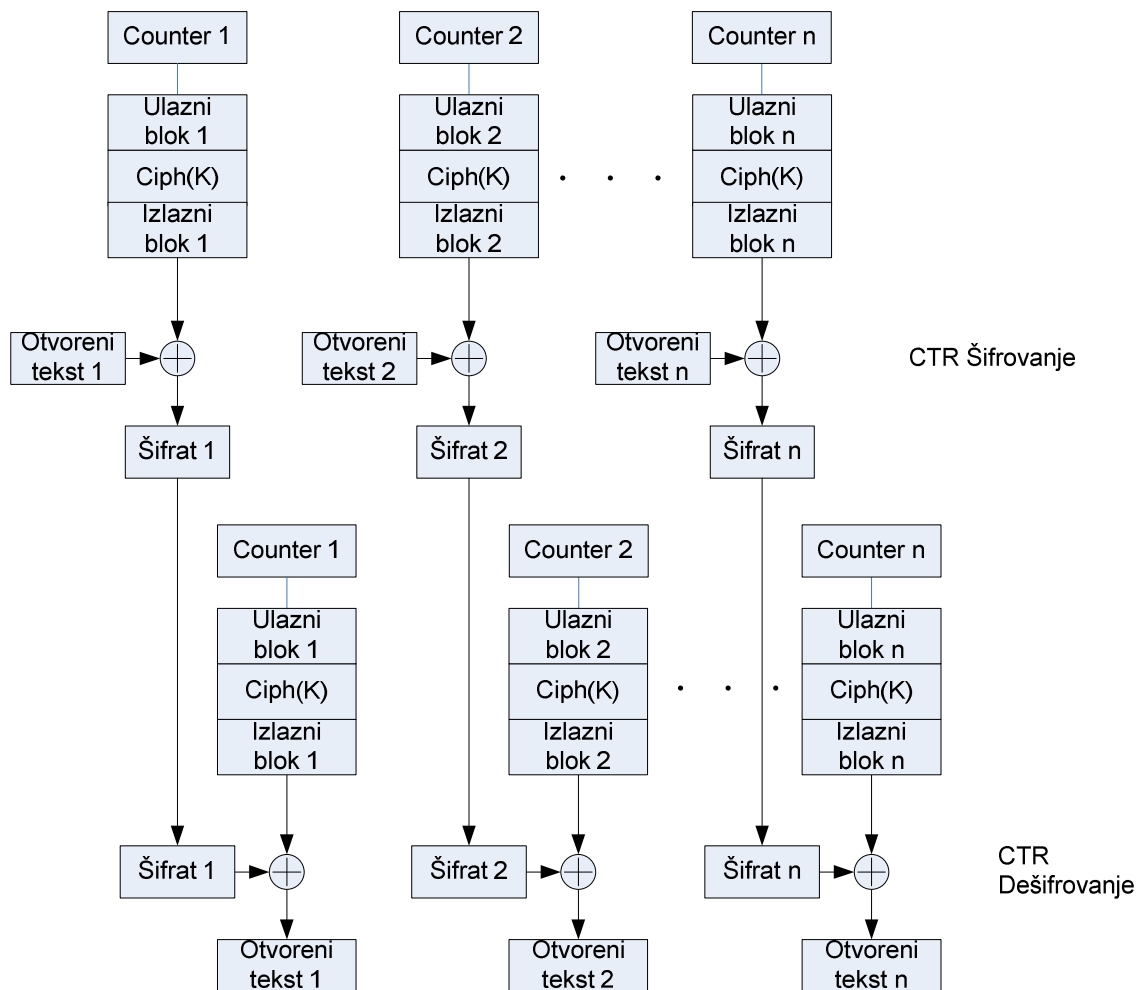 Counter 1
Counter 2
Counter n
Ulazni
blok 1
Ulazni
blok 2
Ulazni
blok n
Ciph(K)
Ciph(K)
. . .
Ciph(K)
Izlazni
blok 1
Izlazni
blok 2
Izlazni
blok n
Otvoreni
tekst 1
Otvoreni
tekst 2
Otvoreni
tekst n
CTR Šifrovanje
Šifrat 1
Šifrat 2
Šifrat n
Counter 1
Counter 2
Counter n
Ulazni
blok 1
Ulazni
blok 2
Ulazni
blok n
Ciph(K)
Ciph(K)
. . .
Ciph(K)
Izlazni
blok 1
Izlazni
blok 2
Izlazni
blok n
Šifrat 1
Šifrat 2
Šifrat n
CTR
Dešifrovanje
Otvoreni
tekst 1
Otvoreni
tekst 2
Otvoreni
tekst n